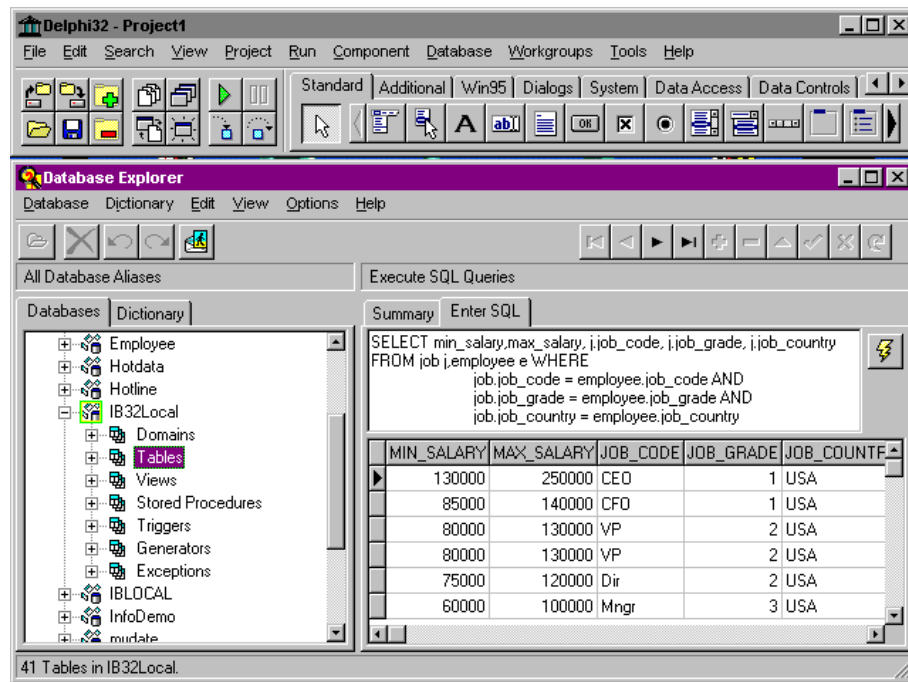 Delphi32 - Project1
File Edit Search View Project Run Component Database Workgroups Tools Help
Standard Additional Win95 Dialogs System Data Access Data Controls
A ab OK
Database Explorer
Database Dictionary Edit View Options Help
All Database Aliases
Execute SQL Queries
Databases Dictionary
Summary Enter SQL
Employee
Hotdata
Hotline
IB32Local
Domains
Tables
Views
Stored Procedures
Triggers
Generators
Exceptions
IBLOCAL
InfoDemo
mudate
SELECT min_salary,max_salary, j.job_code, j.job_grade, j.job_country
FROM job j,employee e WHERE
job.job_code = employee.job_code AND
job.job_grade = employee.job_grade AND
job.job_country = employee.job_country
MIN_SALARY MAX_SALARY JOB_CODE JOB_GRADE JOB_COUNTF
130000 250000 CEO 1 USA
85000 140000 CFO 1 USA
80000 130000 VP 2 USA
80000 130000 VP 2 USA
75000 120000 Dir 2 USA
60000 100000 Mngr 3 USA
41 Tables in IB32Local.